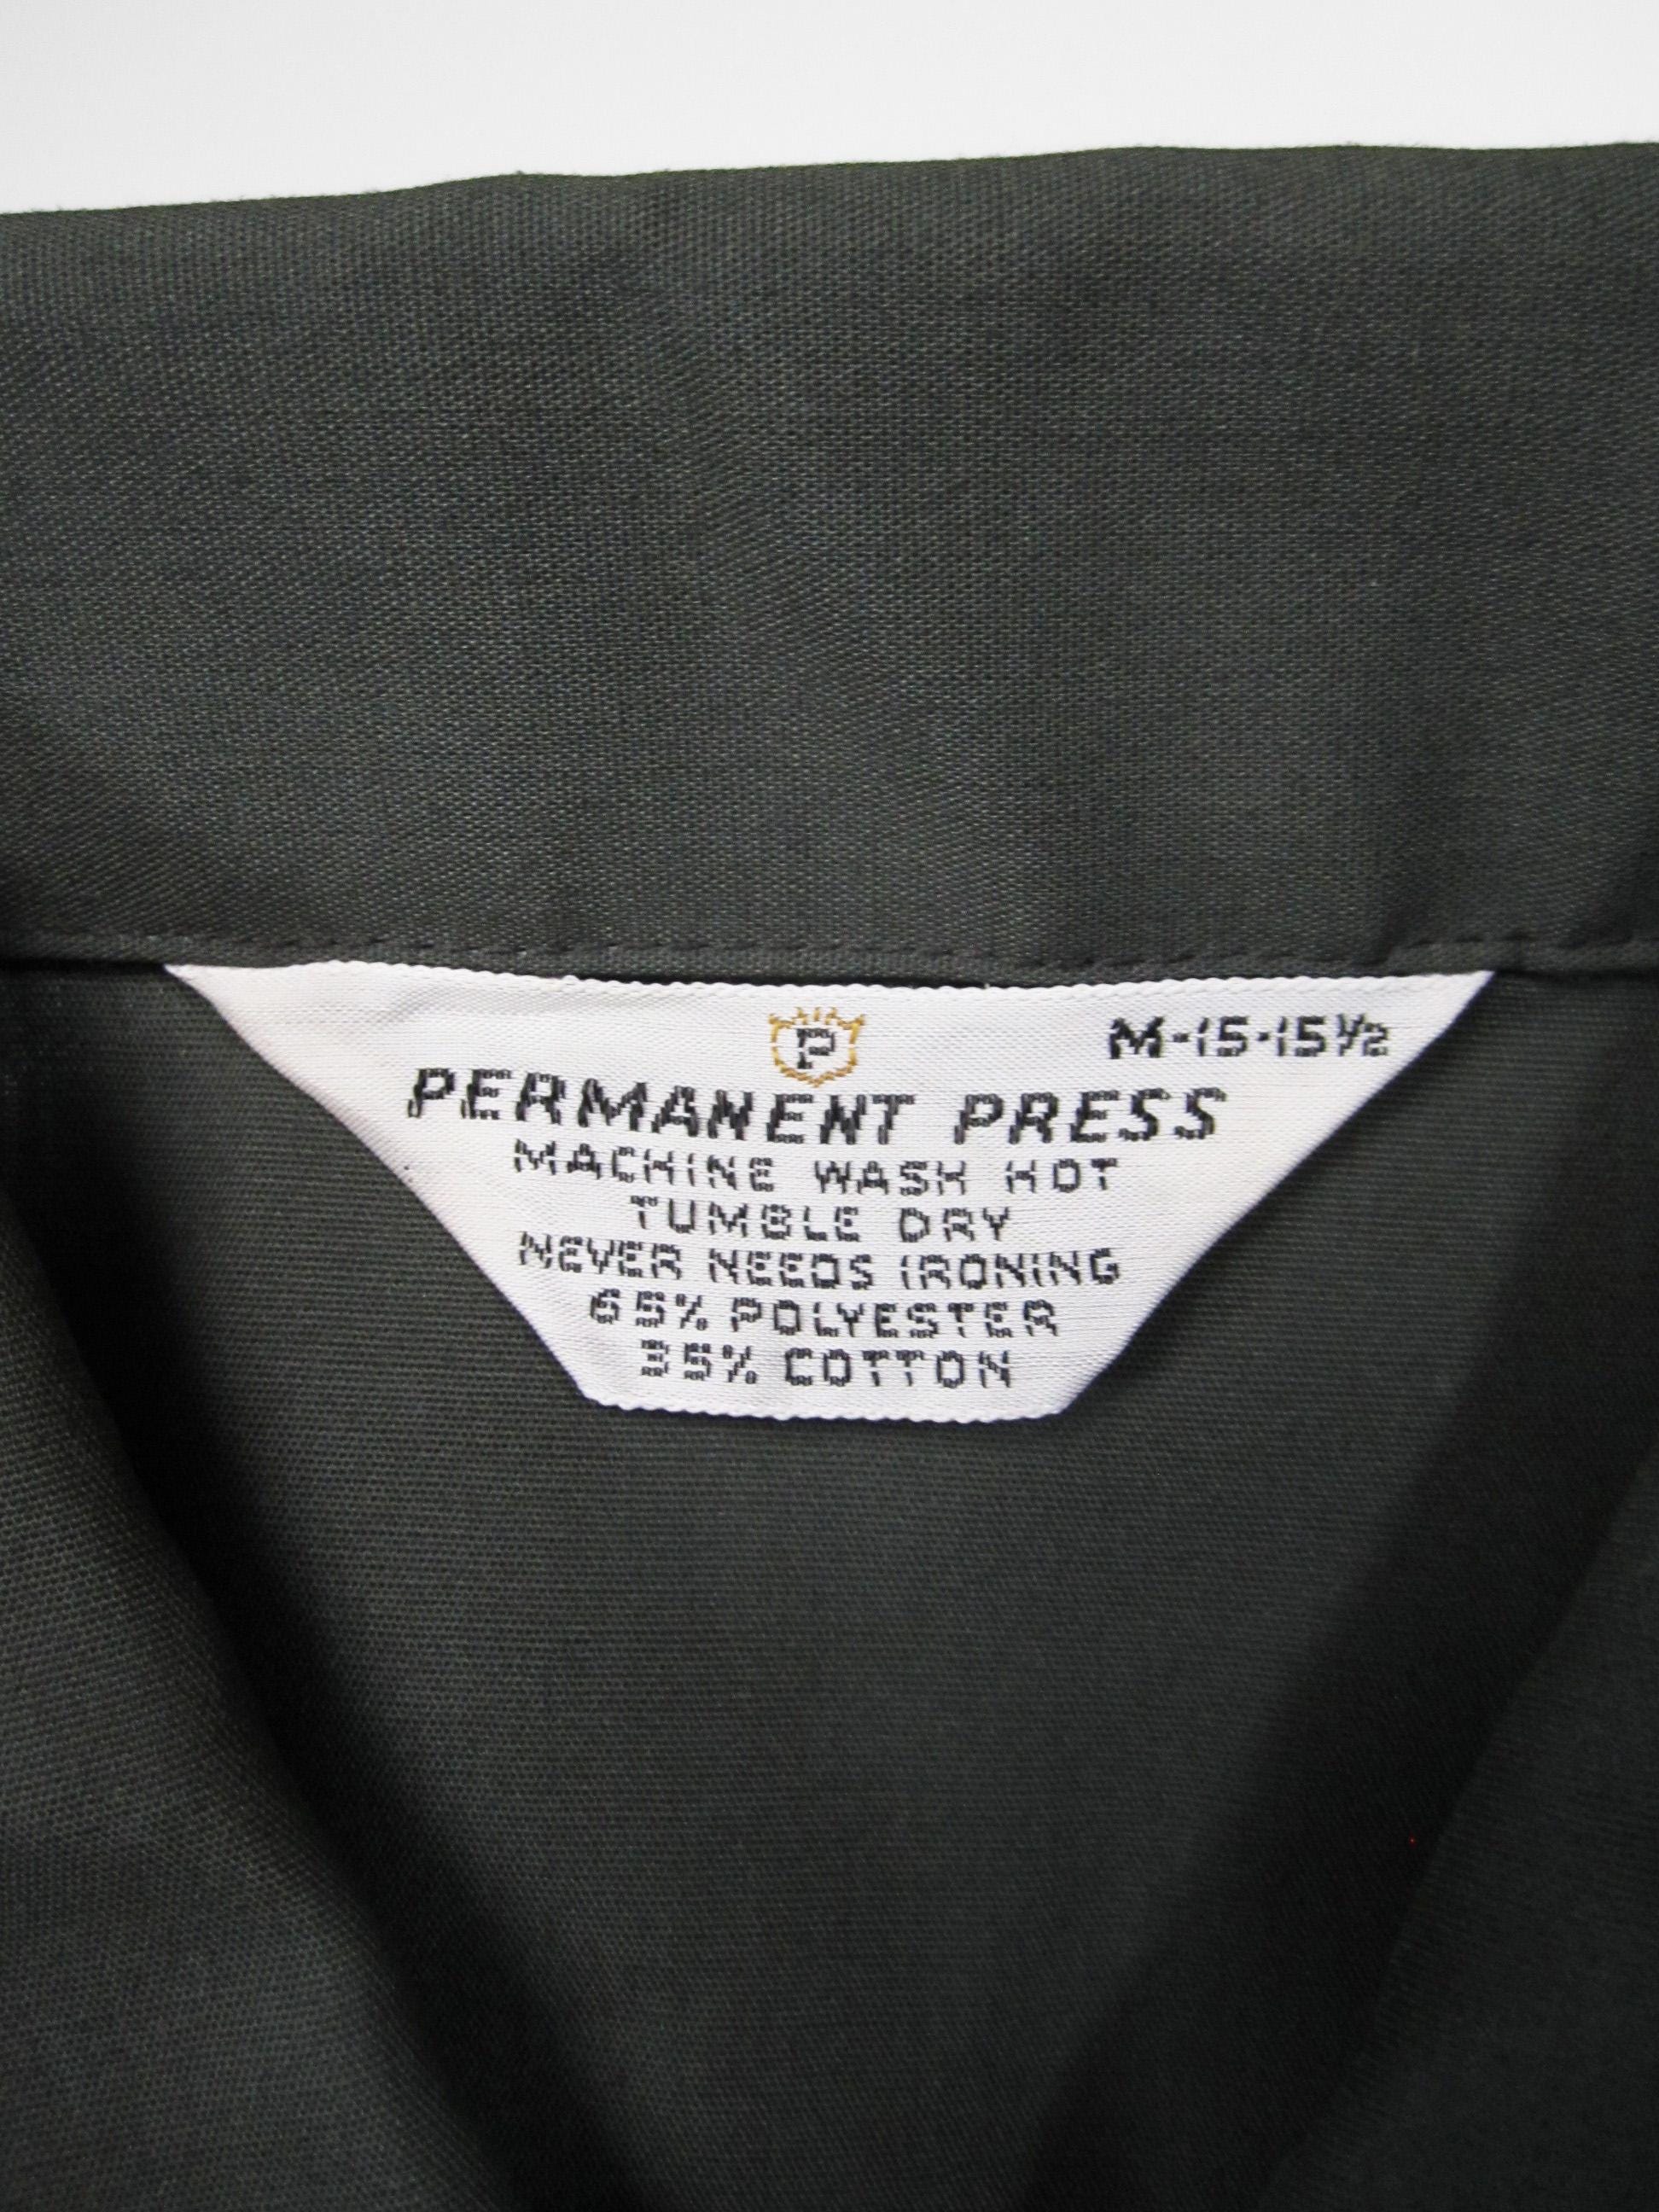 P
M-15-15½
PERMANENT PRESS
MACHINE WASH HOT
TUMBLE DRY
NEVER NEEDS IRONING
65% POLYESTER
35% COTTON